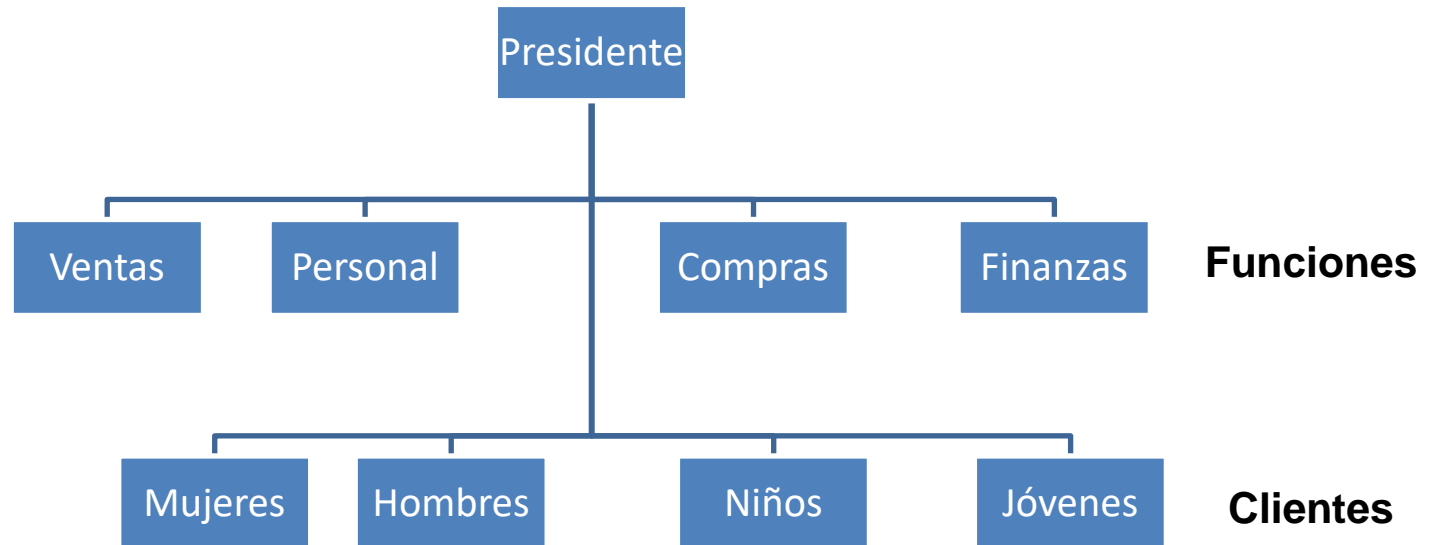 Presidente
Ventas
Personal
Compras
Finanzas
Funciones
Mujeres
Hombres
Niños
Jóvenes
Clientes